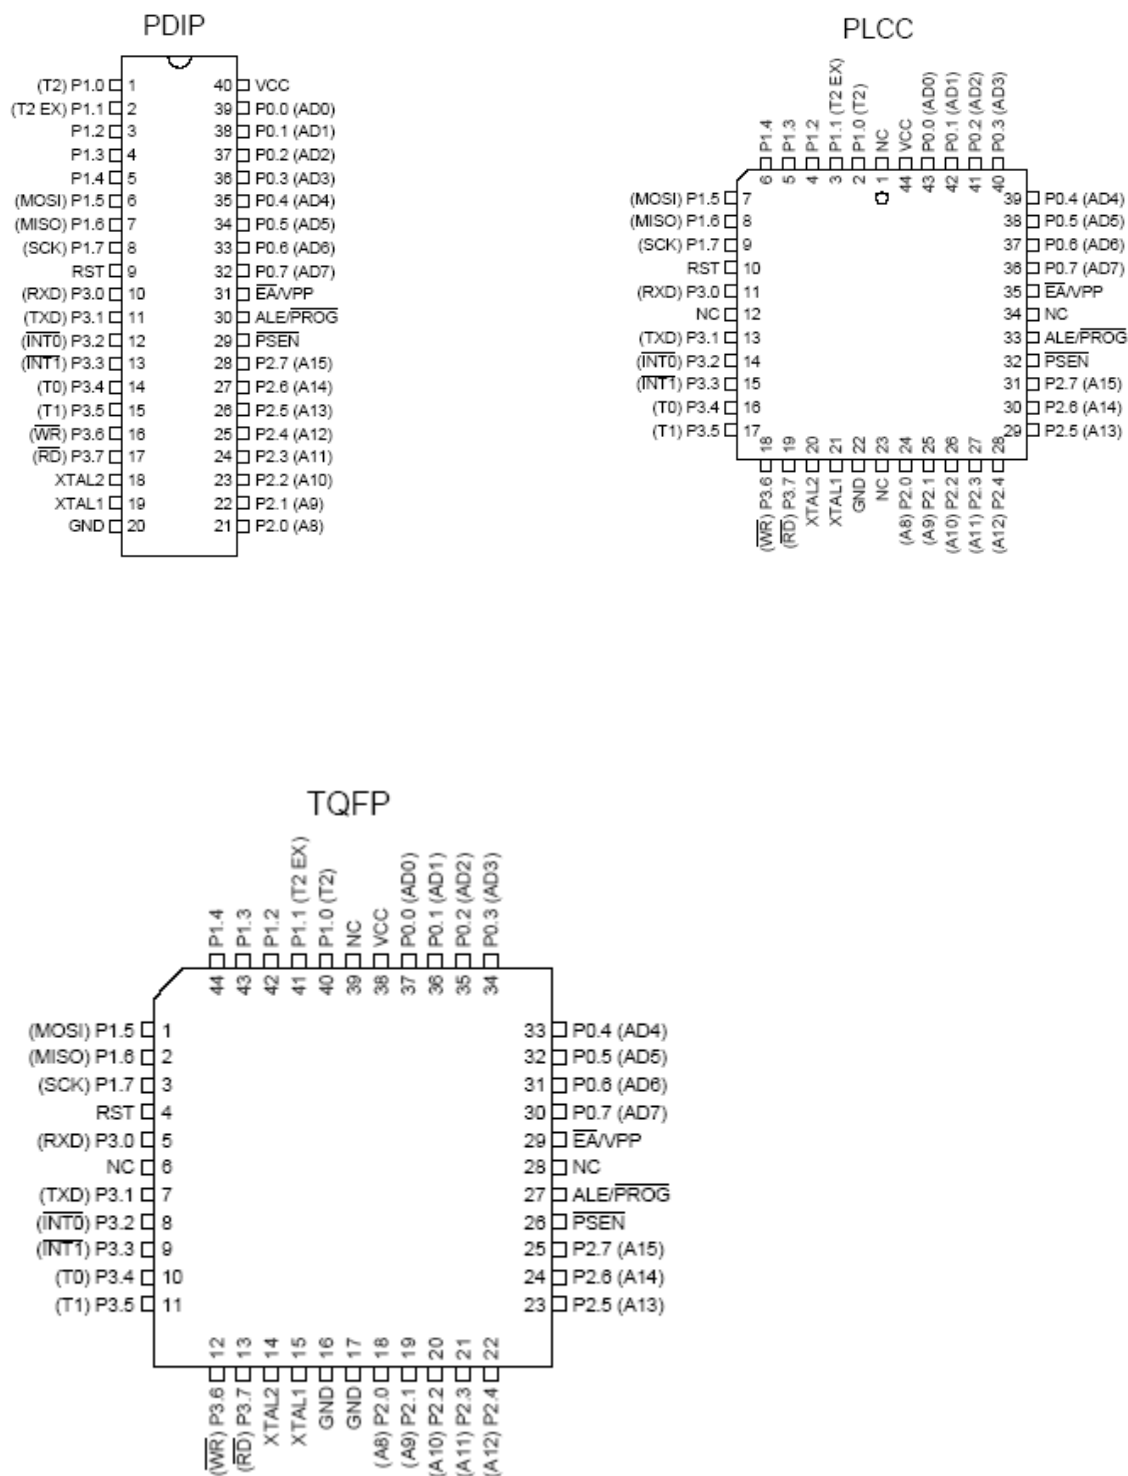 PDIP
(T2) P1.0 1 40 VCC
(T2 EX) P1.1 2 39 P0.0 (AD0)
P1.2 3 38 P0.1 (AD1)
P1.3 4 37 P0.2 (AD2)
P1.4 5 36 P0.3 (AD3)
(MOSI) P1.5 6 35 P0.4 (AD4)
(MISO) P1.6 7 34 P0.5 (AD5)
(SCK) P1.7 8 33 P0.6 (AD6)
RST 9 32 P0.7 (AD7)
(RXD) P3.0 10 31 EA/VPP
(TXD) P3.1 11 30 ALE/PROG
(INT0) P3.2 12 29 PSEN
(INT1) P3.3 13 28 P2.7 (A15)
(T0) P3.4 14 27 P2.6 (A14)
(T1) P3.5 15 26 P2.5 (A13)
(WR) P3.6 16 25 P2.4 (A12)
(RD) P3.7 17 24 P2.3 (A11)
XTAL2 18 23 P2.2 (A10)
XTAL1 19 22 P2.1 (A9)
GND 20 21 P2.0 (A8)
PLCC
P1.4
P1.3
P1.2
P1.1 (T2 EX)
P1.0 (T2)
NC
VCC
P0.0 (AD0)
P0.1 (AD1)
P0.2 (AD2)
P0.3 (AD3)
6 5 4 3 2 1 44 43 42 41 40
(MOSI) P1.5 7 39 P0.4 (AD4)
(MISO) P1.6 8 38 P0.5 (AD5)
(SCK) P1.7 9 37 P0.6 (AD6)
RST 10 36 P0.7 (AD7)
(RXD) P3.0 11 35 EA/VPP
NC 12 34 NC
(TXD) P3.1 13 33 ALE/PROG
(INT0) P3.2 14 32 PSEN
(INT1) P3.3 15 31 P2.7 (A15)
(T0) P3.4 16 30 P2.6 (A14)
(T1) P3.5 17 29 P2.5 (A13)
18 19 20 21 22 23 24 25 26 27 28
(WR) P3.6
(RD) P3.7
XTAL2
XTAL1
GND
NC
(A8) P2.0
(A9) P2.1
(A10) P2.2
(A11) P2.3
(A12) P2.4
TQFP
P1.4
P1.3
P1.2
P1.1 (T2 EX)
P1.0 (T2)
NC
VCC
P0.0 (AD0)
P0.1 (AD1)
P0.2 (AD2)
P0.3 (AD3)
44 43 42 41 40 39 38 37 36 35 34
(MOSI) P1.5 1 33 P0.4 (AD4)
(MISO) P1.6 2 32 P0.5 (AD5)
(SCK) P1.7 3 31 P0.6 (AD6)
RST 4 30 P0.7 (AD7)
(RXD) P3.0 5 29 EA/VPP
NC 6 28 NC
(TXD) P3.1 7 27 ALE/PROG
(INT0) P3.2 8 26 PSEN
(INT1) P3.3 9 25 P2.7 (A15)
(T0) P3.4 10 24 P2.6 (A14)
(T1) P3.5 11 23 P2.5 (A13)
12 13 14 15 16 17 18 19 20 21 22
(WR) P3.6
(RD) P3.7
XTAL2
XTAL1
GND
GND
(A8) P2.0
(A9) P2.1
(A10) P2.2
(A11) P2.3
(A12) P2.4